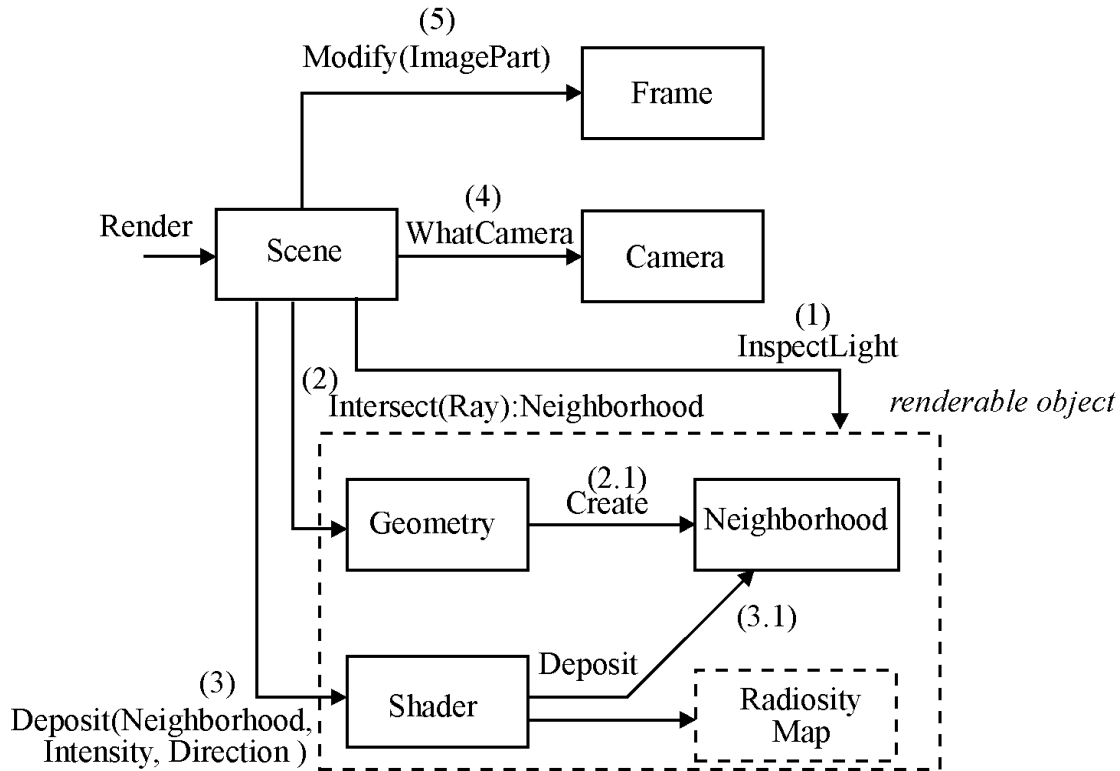 (5)
Modify(ImagePart)
Frame
Render
Scene
(4)
WhatCamera
Camera
(1)
InspectLight
(2)
Intersect(Ray):Neighborhood
renderable object
Geometry
(2.1)
Create
Neighborhood
(3.1)
Deposit
Shader
Radiosity
Map
(3)
Deposit(Neighborhood,
Intensity, Direction )